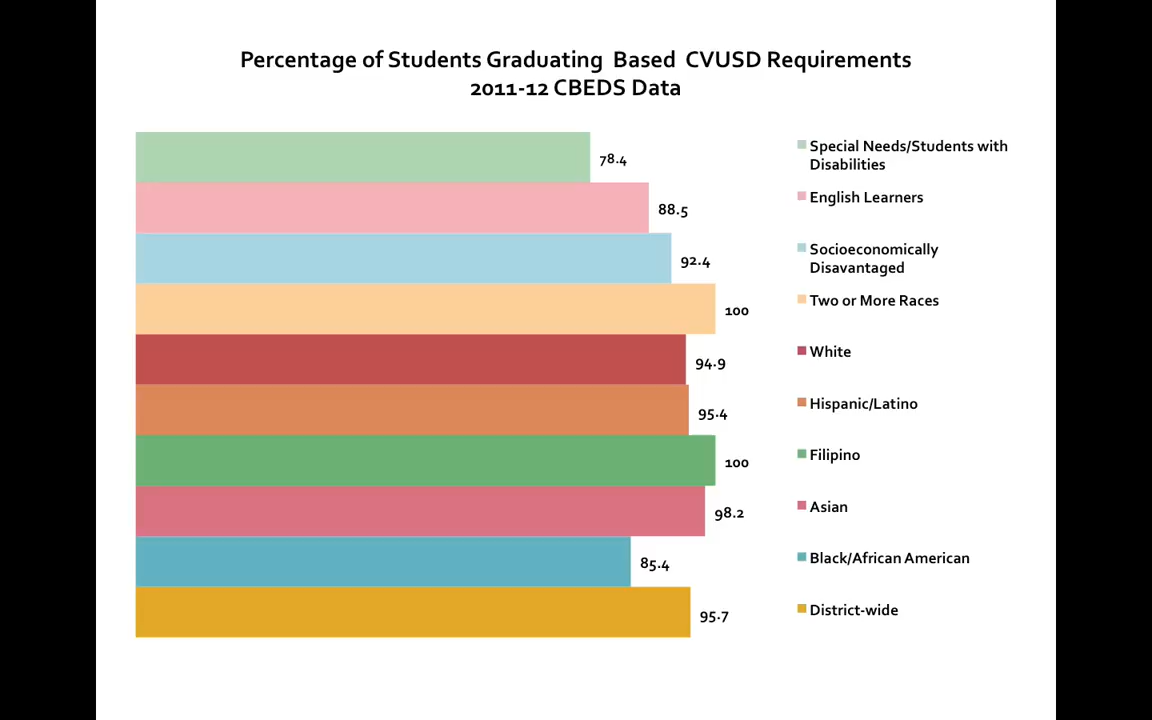 Percentage of Students Graduating Based CVUSD Requirements
2011-12 CBEDS Data
78.4
88.5
92.4
100
94.9
95.4
100
98.2
85.4
95.7
Special Needs/Students with
Disabilities
English Learners
Socioeconomically
Disavantaged
Two or More Races
White
Hispanic/Latino
Filipino
Asian
Black/African American
District-wide